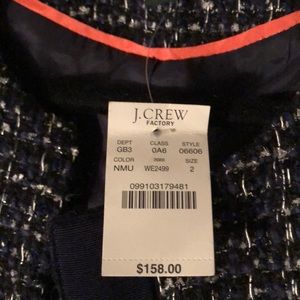 J.CREW
FACTORY
DEPT CLASS STYLE
GB3 0A6 06606
COLOR SIZE
NMU WE2499 2
099103179481
$158.00